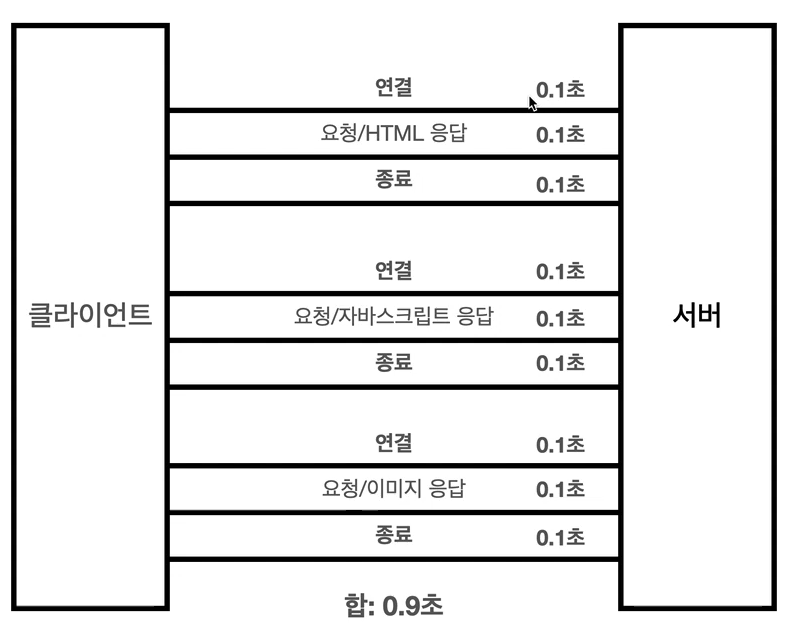 연결 0.1초
요청/HTML 응답 0.1초
종료 0.1초
연결 0.1초
클라이언트
요청/자바스크립트 응답 0.1초
서버
종료 0.1초
연결 0.1초
요청/이미지 응답 0.1초
종료 0.1초
합: 0.9초